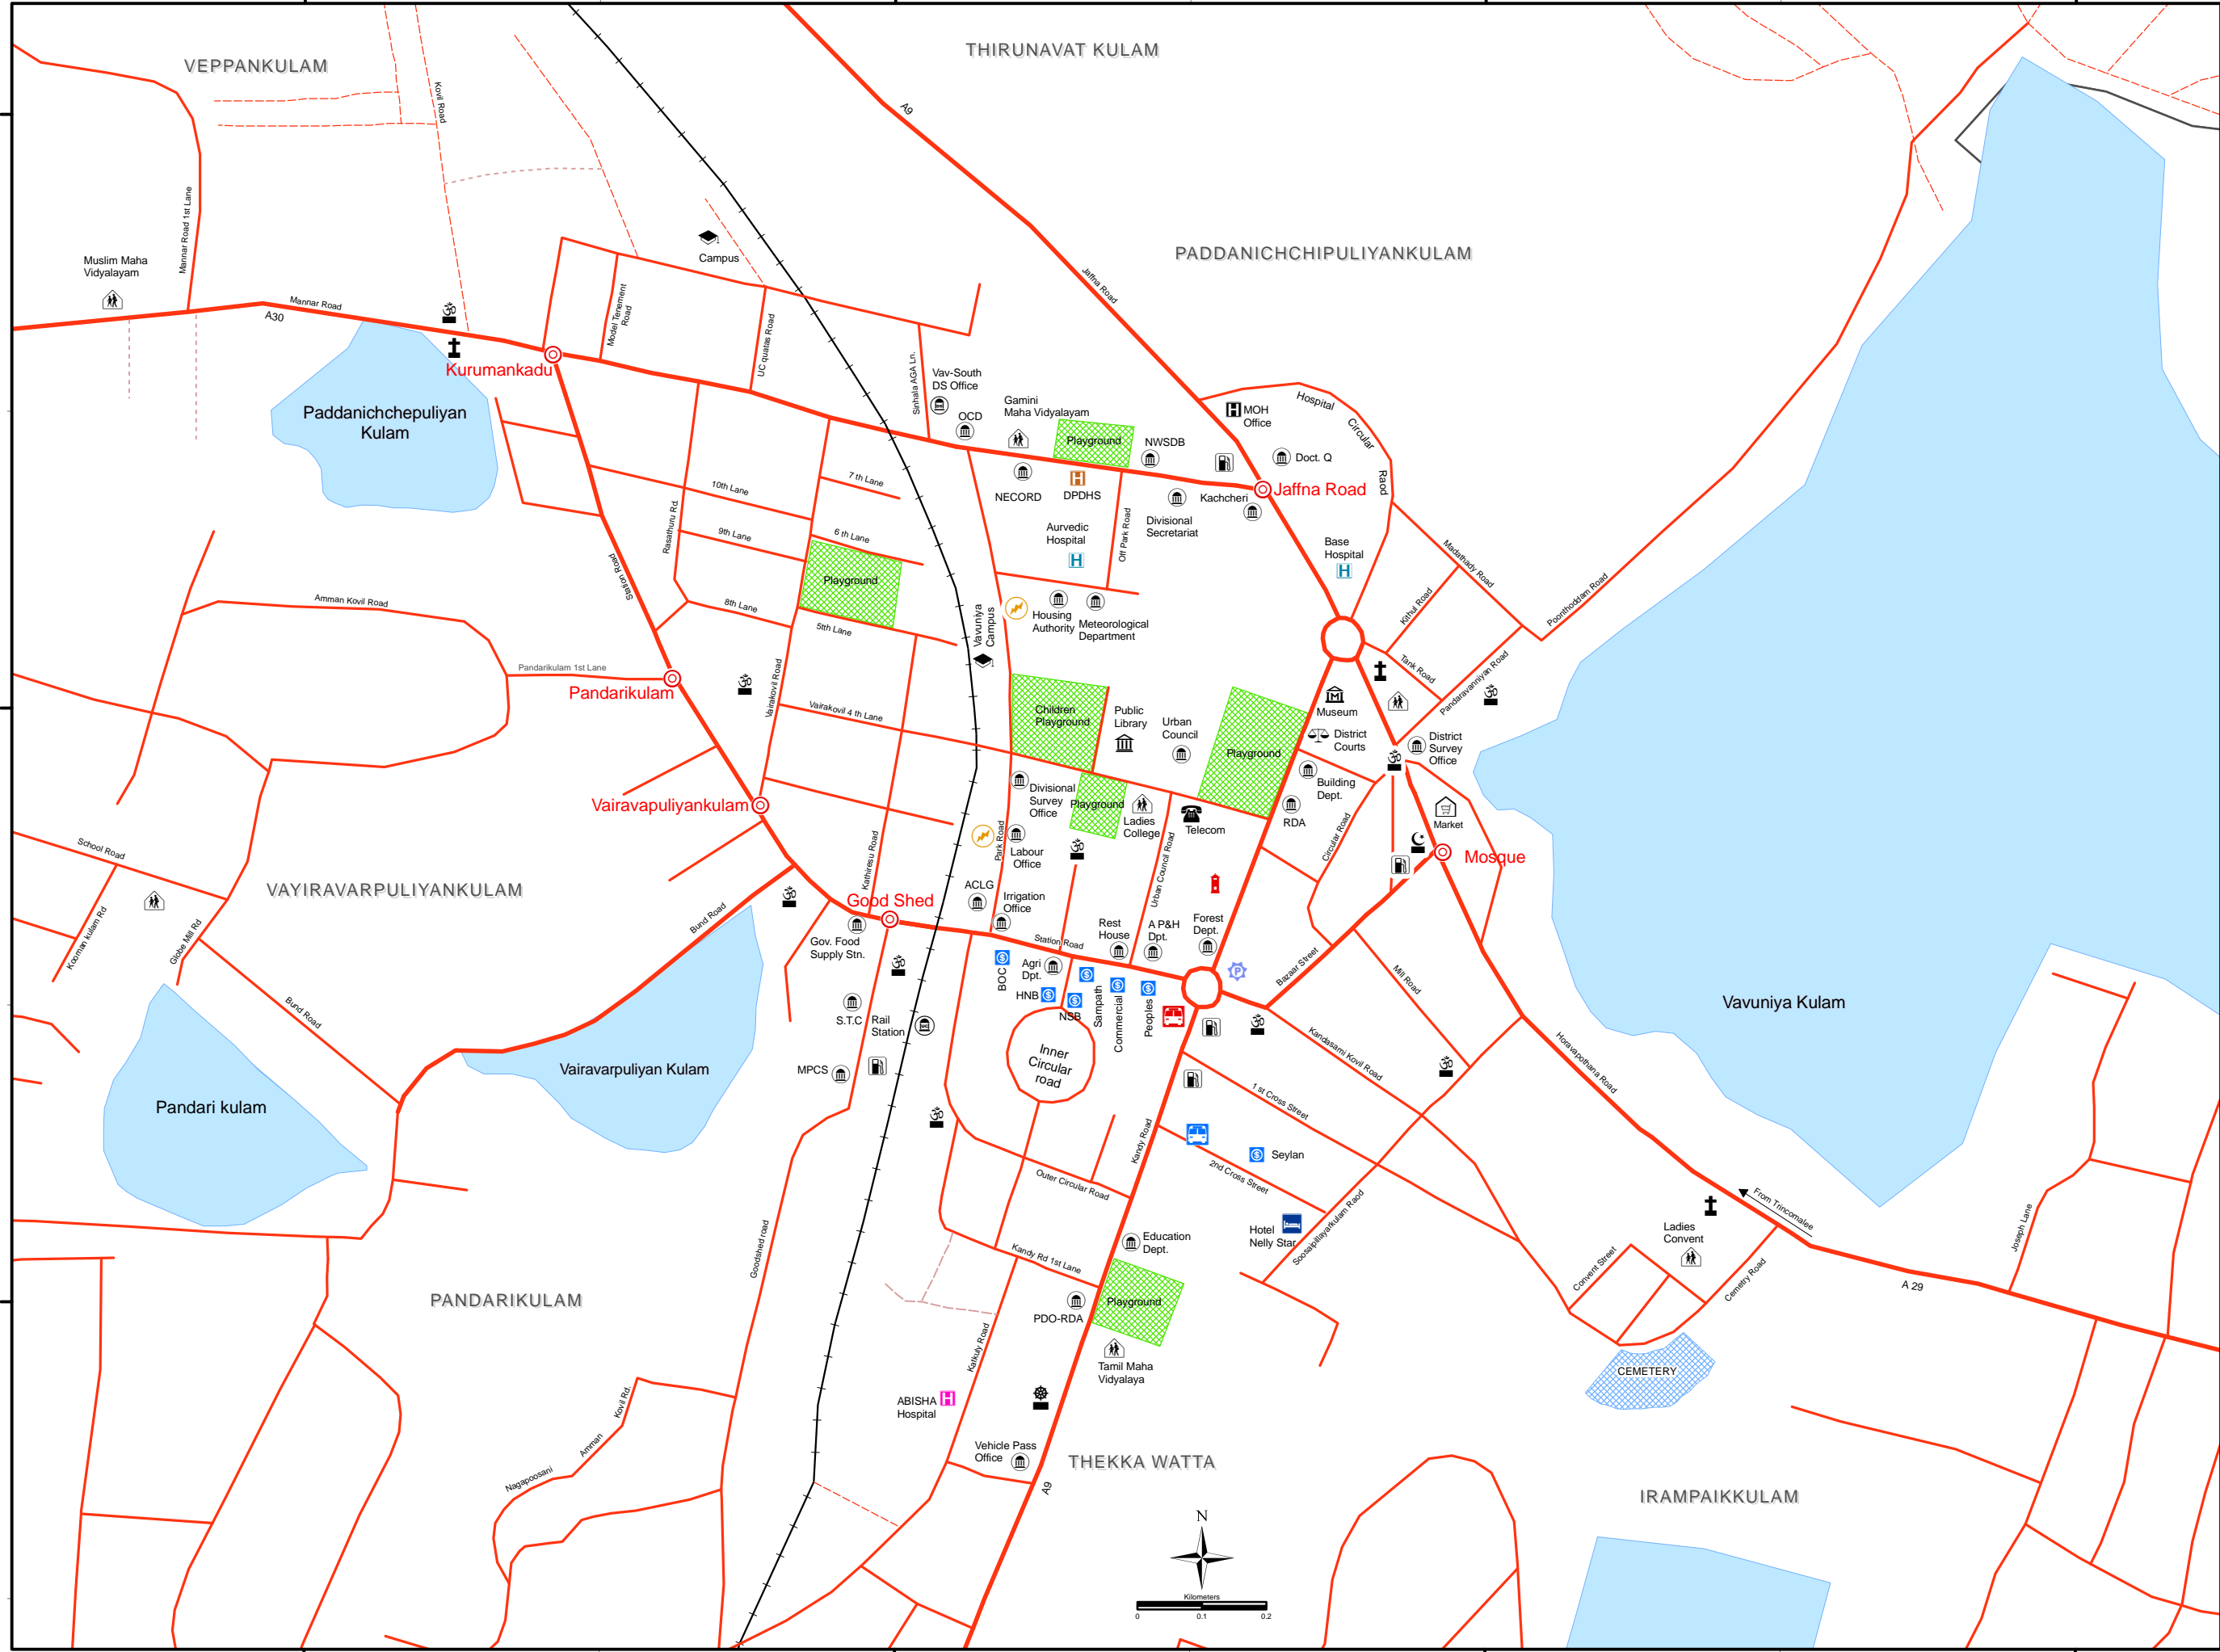 THIRUNAVAT KULAM
VEPPANKULAM
Kovil Road
A9
Mannar Road 1st Lane
PADDANICHCHIPULIYANKULAM
Muslim Maha
Vidyalayam
Campus
Jaffna Road
Mannar Road
A30
Model Tenement
Road
UC quatas Road
Sinhala AGA Ln.
Kurumankadu
Vav-South
DS Office
OCD
Gamini
Maha Vidyalayam
Playground
NWSDB
MOH
Office
Hospital
Circular
Raod
Doct. Q
Paddanichchepuliyan
Kulam
7 th Lane
10th Lane
NECORD
DPDHS
Kachcheri
Jaffna Road
Divisional
Secretariat
Rasathuru Rd.
9th Lane
6 th Lane
Aurvedic
Hospital
Off Park Road
Base
Hospital
Madathady Road
Station Road
Playground
Kithul Road
Poonthoddam Road
Amman Kovil Road
8th Lane
5tth Lane
Vavuniya
Campus
Housing
Authority
Meteorological
Department
Pandarikulam 1st Lane
Pandarikulam
Tank Road
Pandaravanniyan Road
Vairakovil Road
Vairakovil 4 th Lane
Children
Playground
Public
Library
Urban
Council
Museum
District
Courts
District
Survey
Office
Playground
Vairavapuliyankulam
Divisional
Survey
Office
Playground
Ladies
College
Telecom
Building
Dept.
RDA
Circular Road
Market
Mosque
School Road
Kathiresu Road
Park Road
Labour
Office
Urban Council Road
VAYIRAVARPULIYANKULAM
Good Shed
ACLG
Irrigation
Office
Kooman kulam Rd
Globe Mill Rd
Bund Road
Gov. Food
Supply Stn.
Station Road
Rest
House
A P&H
Dpt.
Forest
Dept.
Bazaar Street
Mill Road
BOC
Agri
Dpt.
HNB
NSB
Sampath
Commercial
Peoples
Vavuniya Kulam
Bund Road
S.T.C
Rail
Station
Inner
Circular
road
Kandasami Kovil Road
Horavapothana Road
Vairavarpuliyan Kulam
MPCS
Pandari kulam
1 st Cross Street
Kandy Road
Seylan
2nd Cross Street
Outer Circular Road
From Trincomalee
Soosaipillayarkulam Raod
Hotel
Nelly Star
Education
Dept.
Ladies
Convent
Joseph Lane
Goodshed road
Kandy Rd 1st Lane
Convent Street
Cemetry Road
A 29
PANDARIKULAM
Playground
PDO-RDA
Katkuly Road
Tamil Maha
Vidyalaya
CEMETERY
ABISHA
Hospital
Nagapoosani
Amman
Kovil Rd.
Vehicle Pass
Office
THEKKA WATTA
A9
IRAMPAIKKULAM
N
Kilometers
0 0.1 0.2